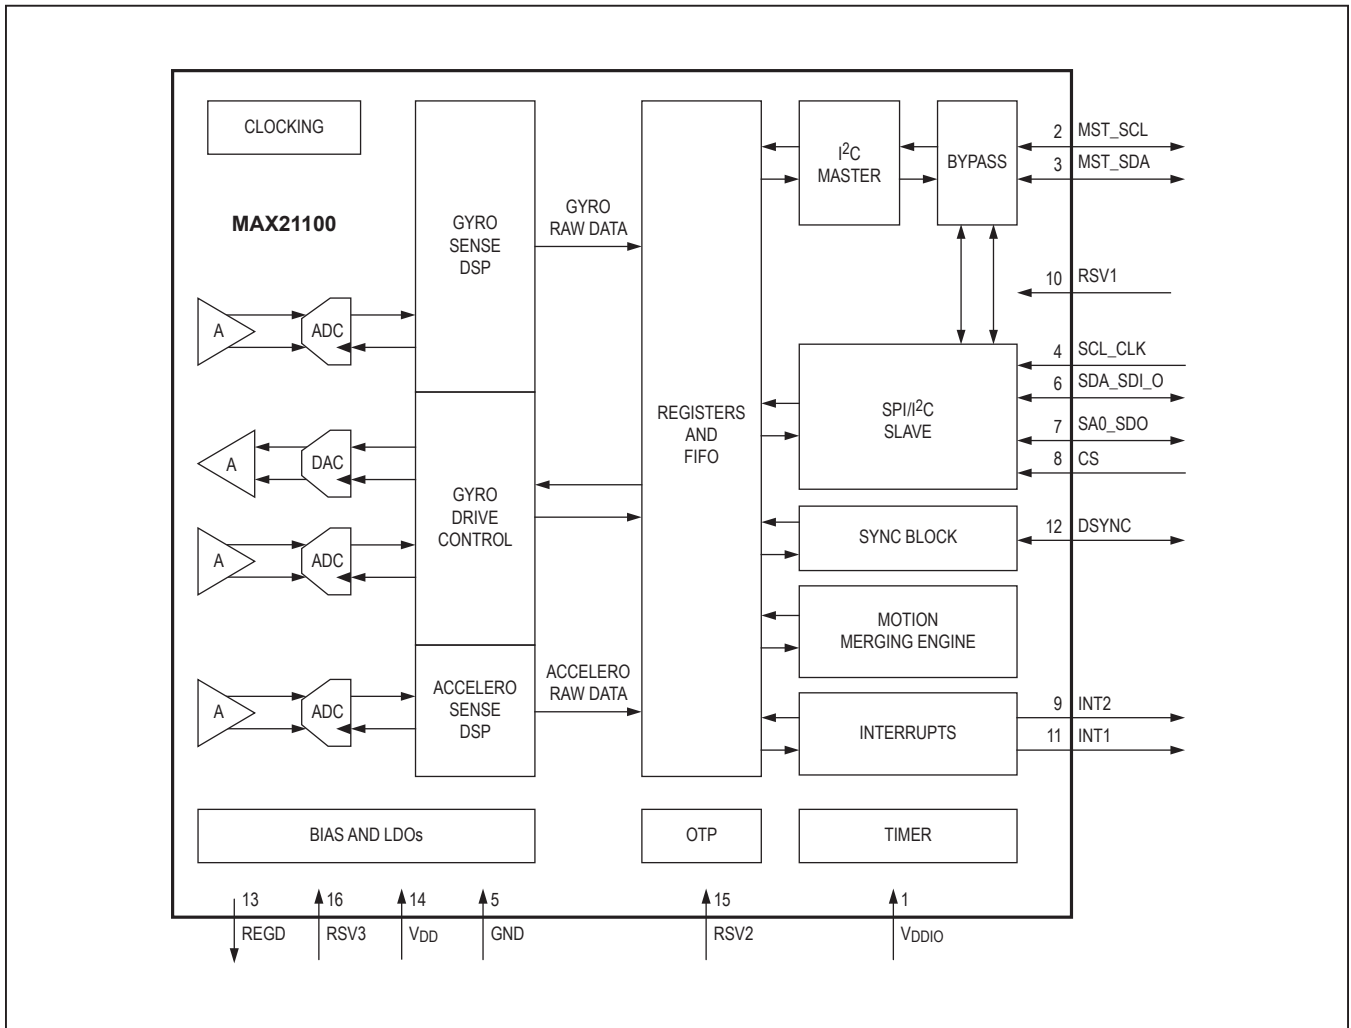 CLOCKING
MAX21100
GYRO
SENSE
DSP
GYRO
RAW DATA
A
ADC
A
DAC
A
ADC
GYRO
DRIVE
CONTROL
A
ADC
ACCELERO
SENSE
DSP
ACCELERO
RAW DATA
REGISTERS
AND
FIFO
I2C
MASTER
BYPASS
2 MST_SCL
3 MST_SDA
10 RSV1
SPI/I2C
SLAVE
4 SCL_CLK
6 SDA_SDI_O
7 SA0_SDO
8 CS
SYNC BLOCK
12 DSYNC
MOTION
MERGING ENGINE
INTERRUPTS
9 INT2
11 INT1
BIAS AND LDOs
OTP
TIMER
13
REGD
16
RSV3
14
VDD
5
GND
15
RSV2
1
VDDIO